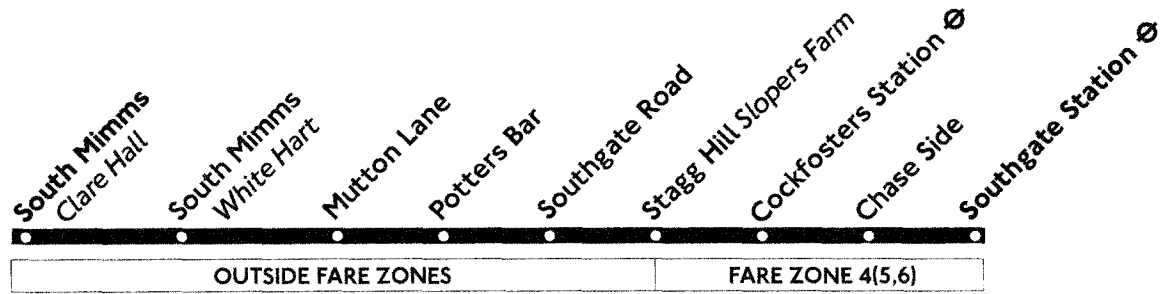 South Mimms
Clare Hall
South Mimms
White Hart
Mutton Lane
Potters Bar
Southgate Road
Stagg Hill Slopers Farm
Cockfosters Station
Chase Side
Southgate Station
OUTSIDE FARE ZONES
FARE ZONE 4(5,6)